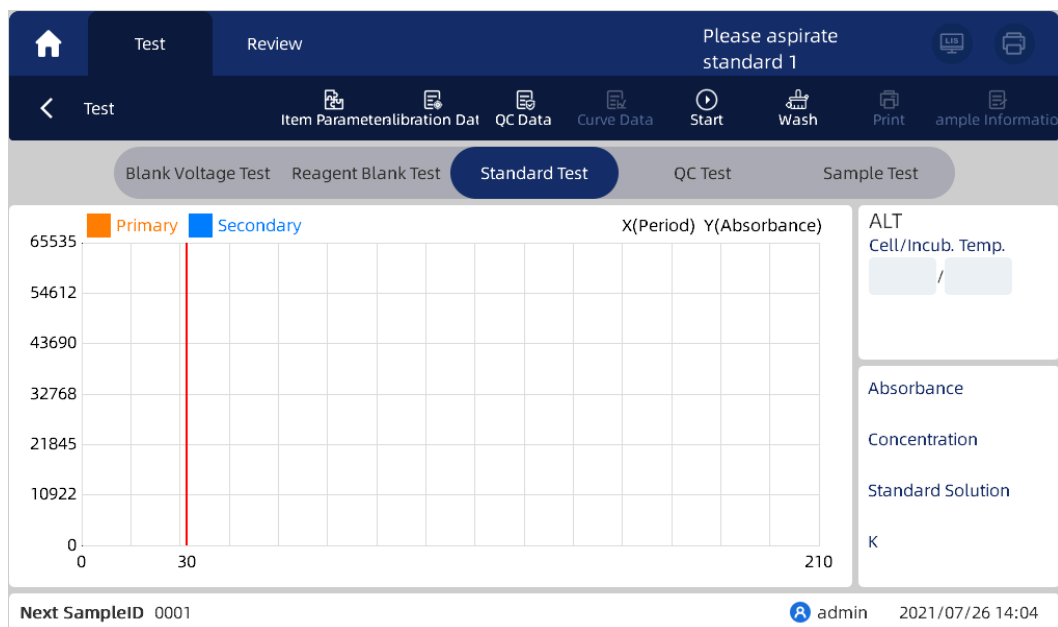 Test
Review
Please aspirate
standard 1
LIS
Test
Item Parameter
alibration Dat
QC Data
Curve Data
Start
Wash
Print
ample Informatio
Blank Voltage Test
Reagent Blank Test
Standard Test
QC Test
Sample Test
Primary
Secondary
X(Period) Y(Absorbance)
65535
54612
43690
32768
21845
10922
0
0
30
210
ALT
Cell/Incub. Temp.
/
Absorbance
Concentration
Standard Solution
K
Next SampleID 0001
admin
2021/07/26 14:04